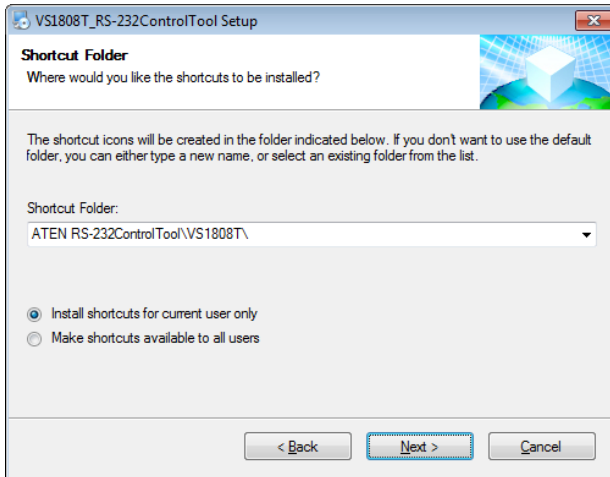 VS1808T_RS-232ControlTool Setup
Shortcut Folder
Where would you like the shortcuts to be installed?
The shortcut icons will be created in the folder indicated below. If you don't want to use the default
folder, you can either type a new name, or select an existing folder from the list.
Shortcut Folder:
ATEN RS-232ControlTool\VS1808T\
Install shortcuts for current user only
Make shortcuts available to all users
< Back
Next >
Cancel